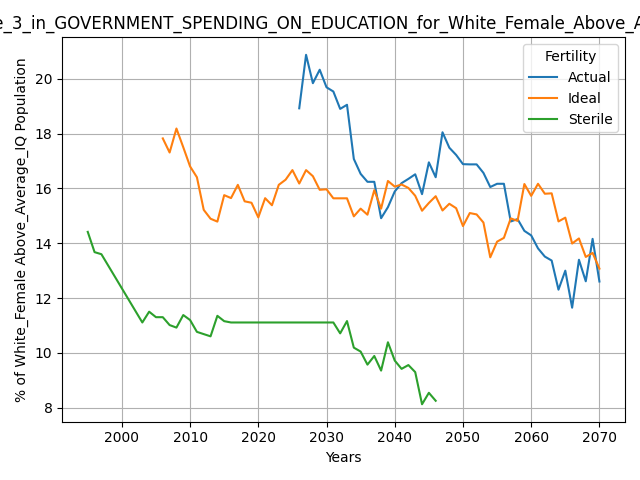 e_3_in_GOVERNMENT_SPENDING_ON_EDUCATION_for_White_Female_Above_A
Fertility
Actual
Ideal
Sterile
% of White_Female Above_Average_IQ Population
20
18
16
14
12
10
8
2000 2010 2020 2030 2040 2050 2060 2070
Years